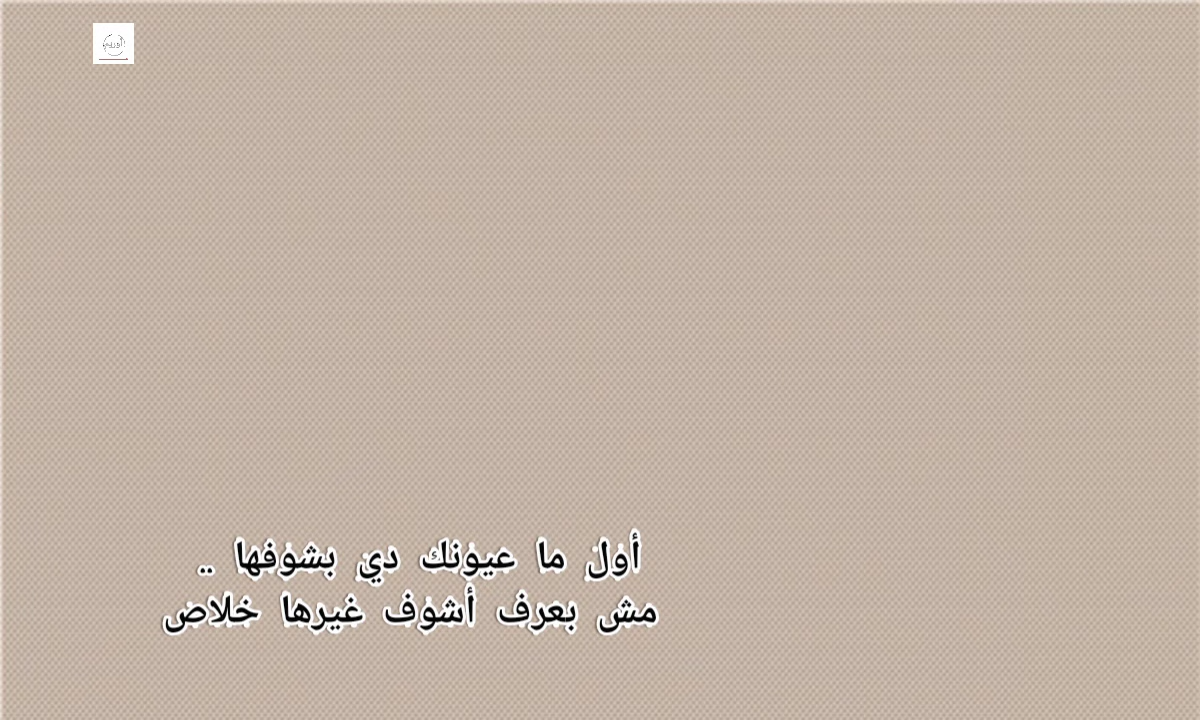 أول ما عيونك دي بشوفها ..
مش بعرف أشوف غيرها خلاص